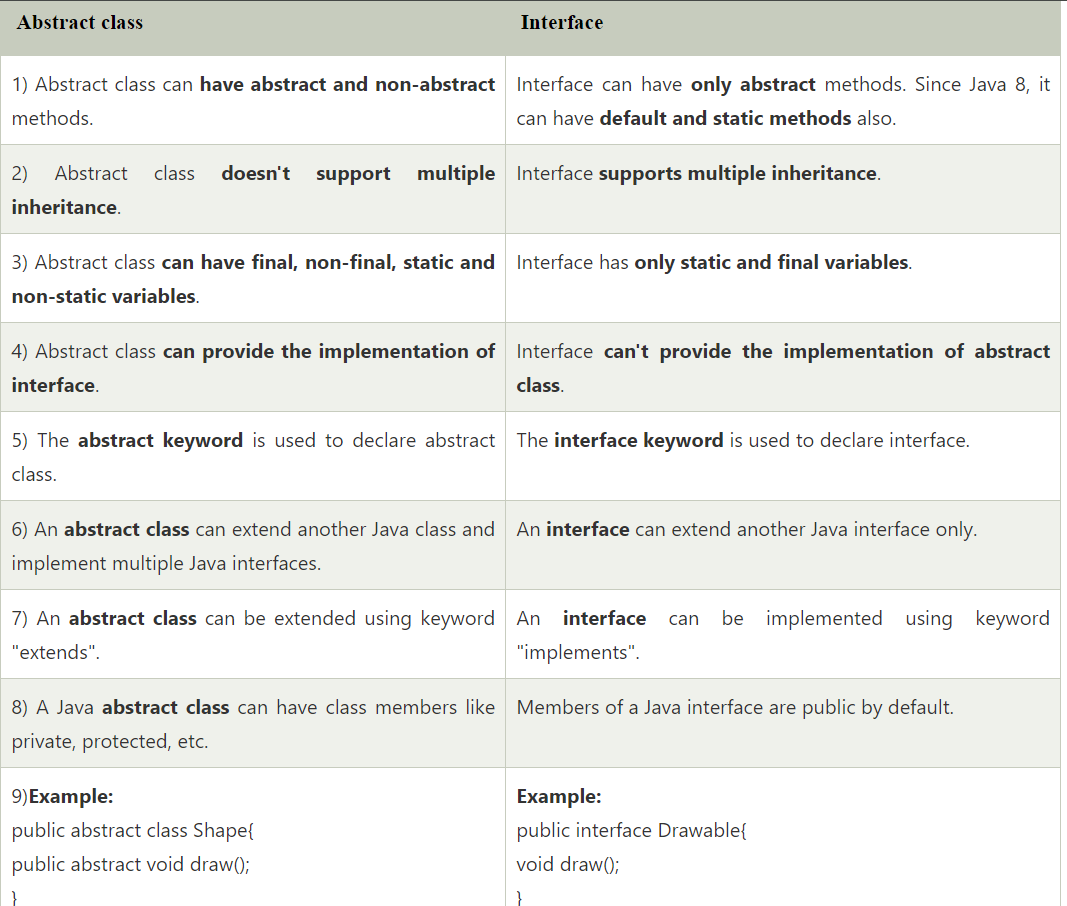 Abstract class
Interface
1) Abstract class can have abstract and non-abstract
methods.
Interface can have only abstract methods. Since Java 8, it
can have default and static methods also.
2) Abstract class doesn't support multiple
inheritance.
Interface supports multiple inheritance.
3) Abstract class can have final, non-final, static and
non-static variables.
Interface has only static and final variables.
4) Abstract class can provide the implementation of
interface.
Interface can't provide the implementation of abstract
class.
5) The abstract keyword is used to declare abstract
class.
The interface keyword is used to declare interface.
6) An abstract class can extend another Java class and
implement multiple Java interfaces.
An interface can extend another Java interface only.
7) An abstract class can be extended using keyword
"extends".
An interface can be implemented using keyword
"implements".
8) A Java abstract class can have class members like
private, protected, etc.
Members of a Java interface are public by default.
9)Example:
public abstract class Shape{
public abstract void draw();
}
Example:
public interface Drawable{
void draw();
}